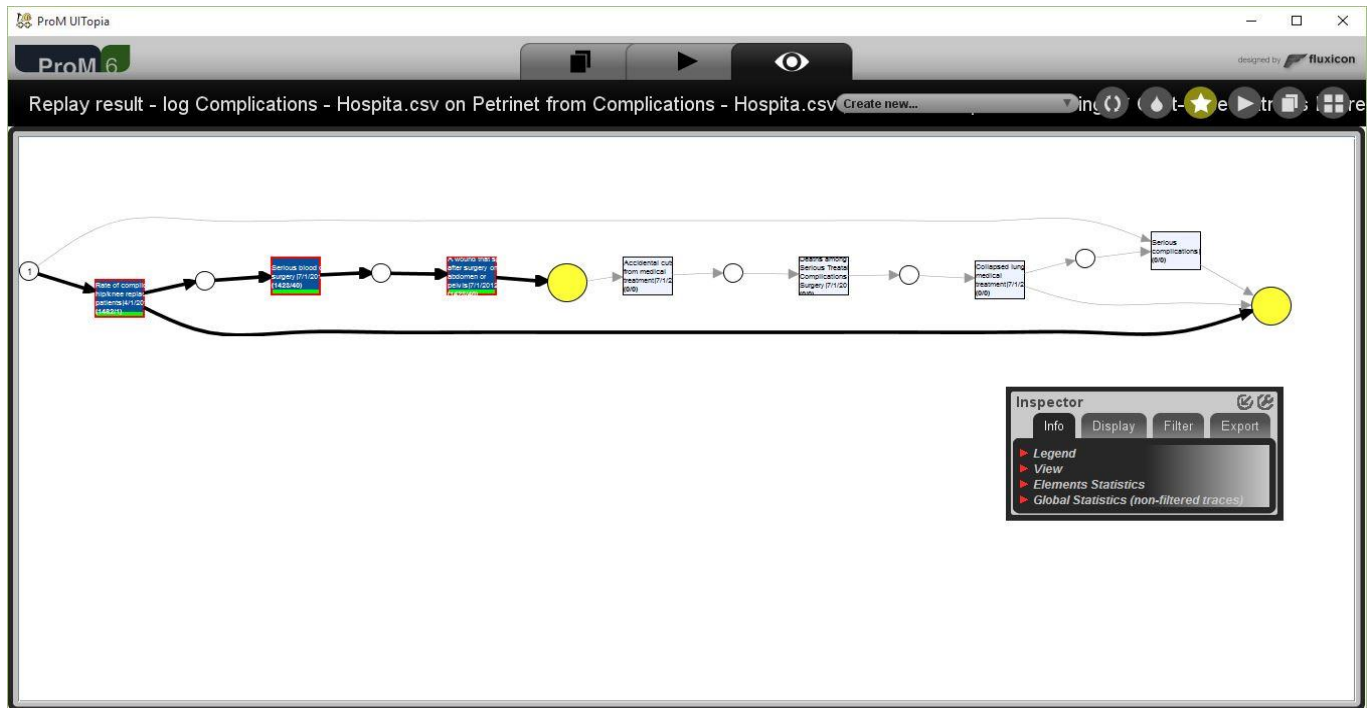 ProM UITopia
ProM 6
designed by fluxicon
Replay result - log Complications - Hospita.csv on Petrinet from Complications - Hospita.csv
Create new...
1
Rate of complic
hip/knee repla
patients|4/1/20
(1482/1)
Serious blood
surgery |7/1/20
(1423/40)
A wound that s
after surgery on
abdomen or
pelvis|7/1/2012
Accidental cut
from medical
treatment|7/1/2
(0/0)
Deaths among
Serious Treata
Complications
Surgery |7/1/20
(0/0)
Collapsed lung
medical
treatment|7/1/2
(0/0)
Serious
complications
(0/0)
Inspector
Info Display Filter Export
Legend
View
Elements Statistics
Global Statistics (non-filtered traces)